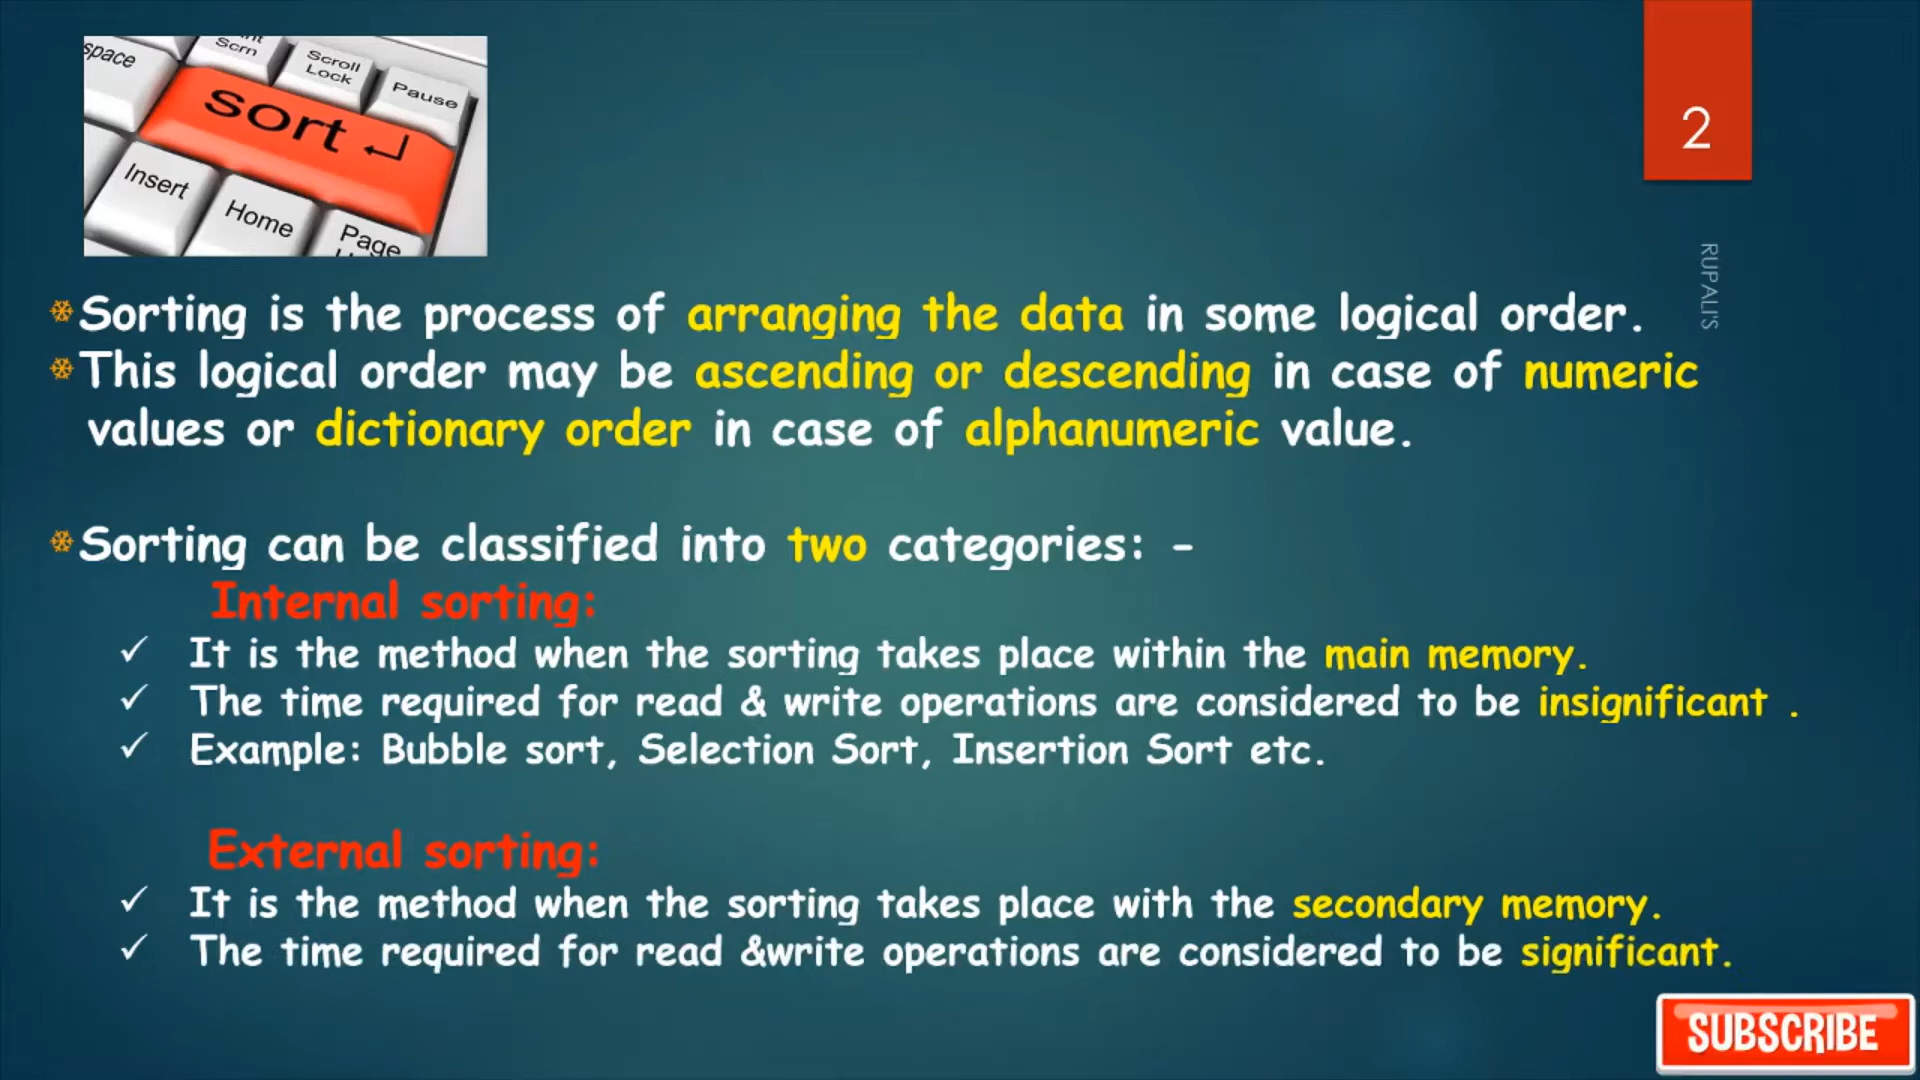 space
Scrn
Scroll
Lock
Pause
sort
Insert
Home
Page
2
RUPALI'S
Sorting is the process of arranging the data in some logical order.
This logical order may be ascending or descending in case of numeric
values or dictionary order in case of alphanumeric value.
Sorting can be classified into two categories: -
Internal sorting:
✓ It is the method when the sorting takes place within the main memory.
✓ The time required for read & write operations are considered to be insignificant .
✓ Example: Bubble sort, Selection Sort, Insertion Sort etc.
External sorting:
✓ It is the method when the sorting takes place with the secondary memory.
✓ The time required for read &write operations are considered to be significant.
SUBSCRIBE